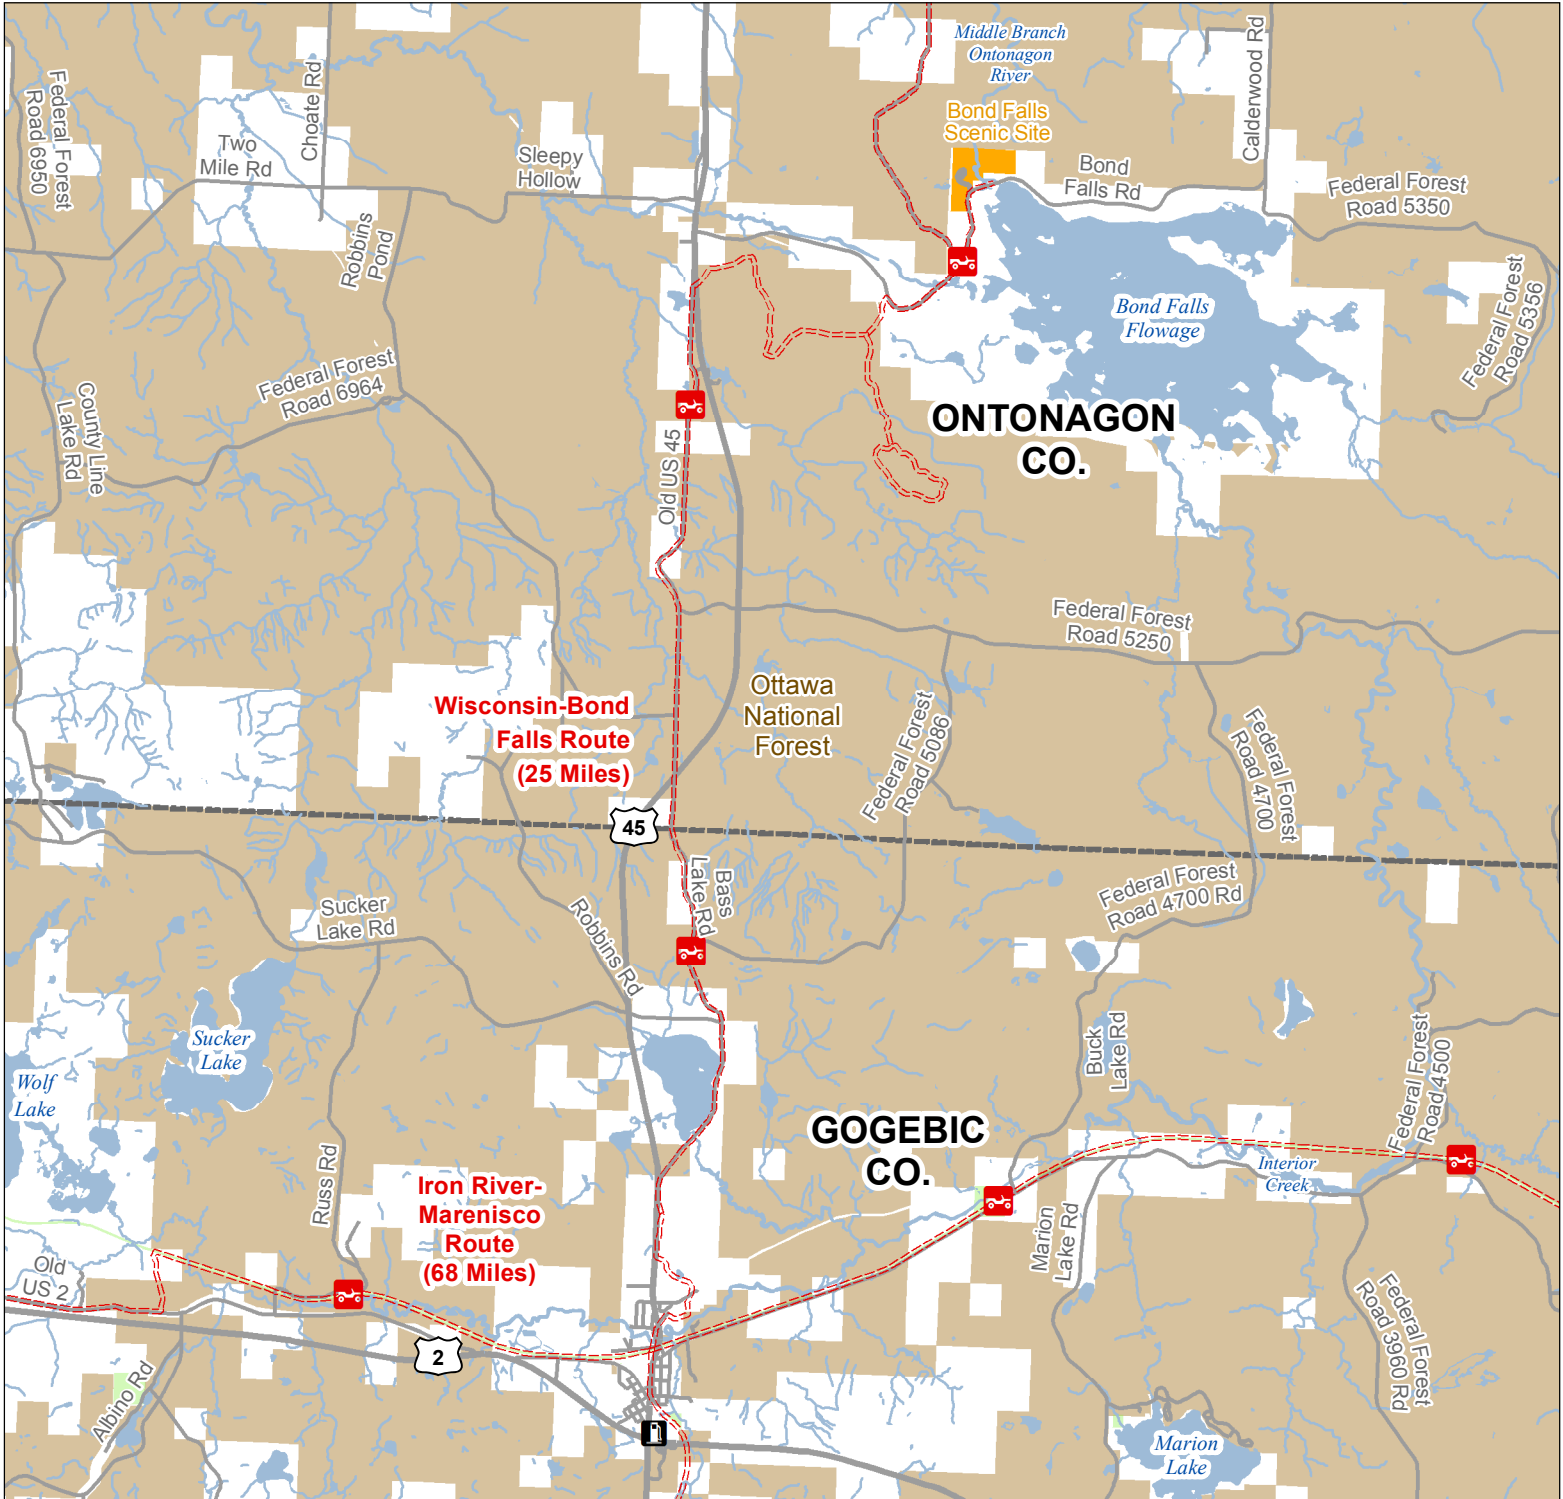 Middle Branch
Ontonagon
River
Bond Falls
Scenic Site
Calderwood Rd
Federal Forest
Road 6950
Choate Rd
Two
Mile Rd
Sleepy
Hollow
Bond
Falls Rd
Federal Forest
Road 5350
Robbins
Pond
Federal Forest
Road 5356
Bond Falls
Flowage
Federal Forest
Road 6964
County Line
Lake Rd
ONTONAGON
CO.
Old US 45
Federal Forest
Road 5250
Ottawa
National
Forest
Wisconsin-Bond
Falls Route
(25 Miles)
Federal Forest
Road 5086
Federal Forest
Road 4700
45
Bass
Lake Rd
Federal Forest
Road 4700 Rd
Sucker
Lake Rd
Robbins Rd
Sucker
Lake
Wolf
Lake
Buck
Lake Rd
Federal Forest
Road 4500
GOGEBIC
CO.
Interior
Creek
Russ Rd
Iron River-
Marenisco
Route
(68 Miles)
Marion
Lake Rd
Old
US 2
Federal Forest
Road 3960 Rd
2
Albino Rd
Marion
Lake